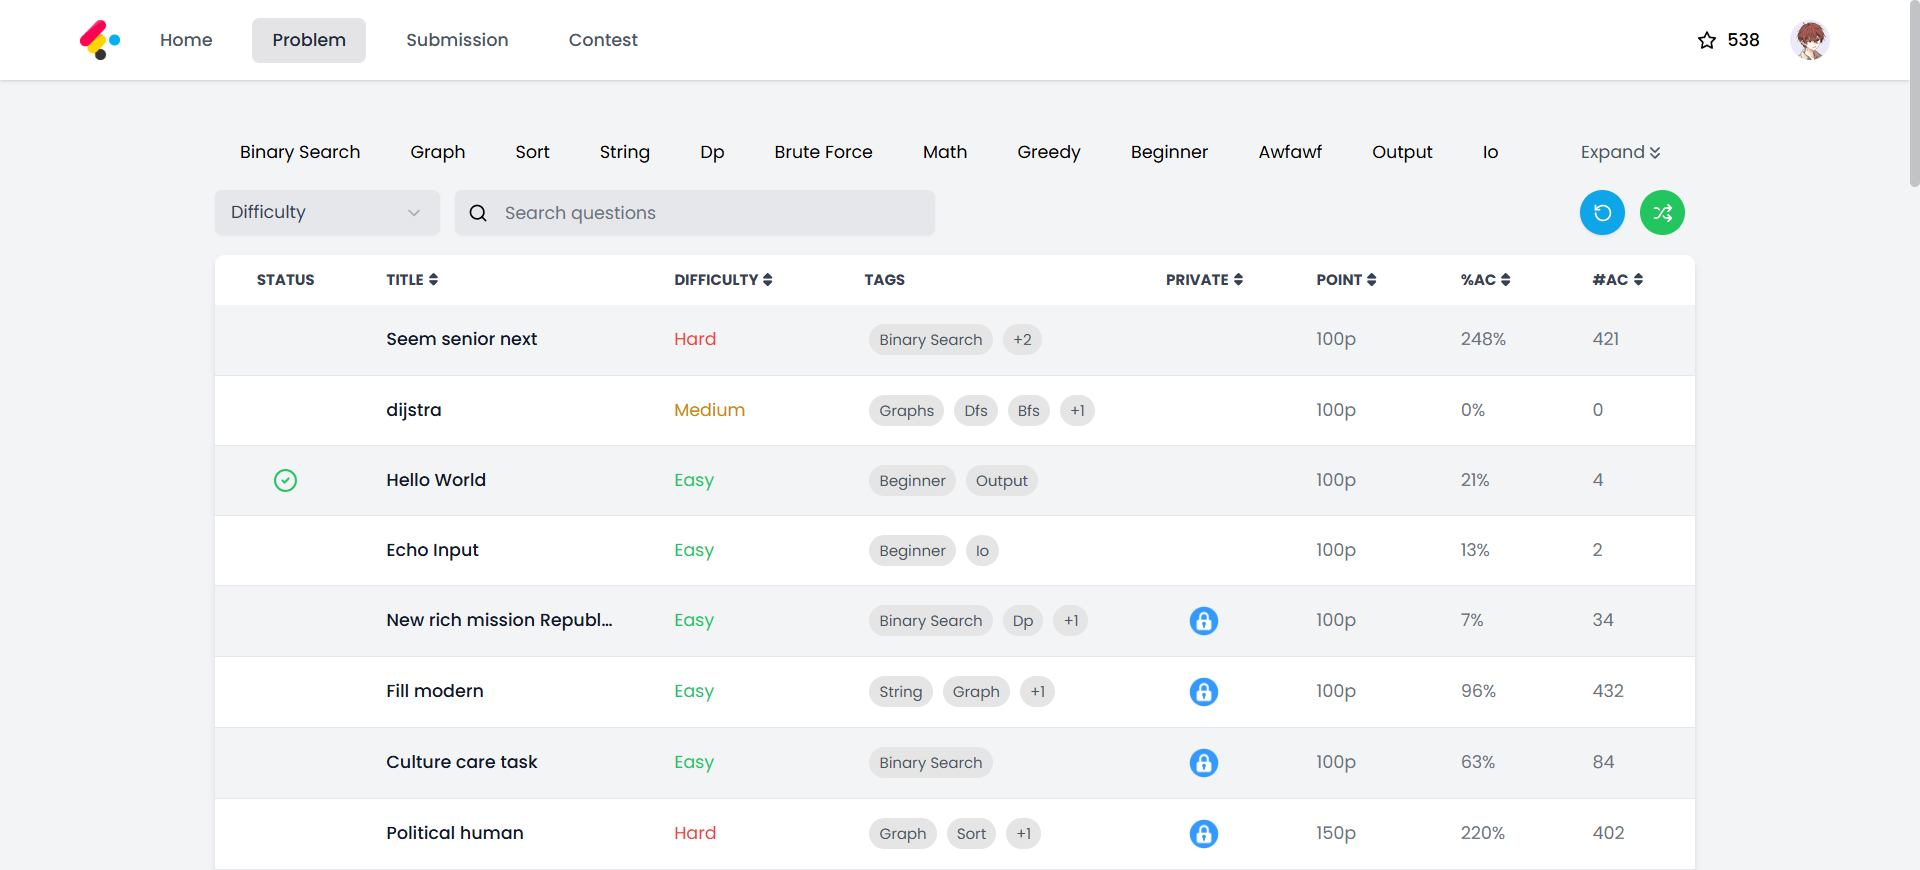 Home Problem Submission Contest 538
Binary Search Graph Sort String Dp Brute Force Math Greedy Beginner Awfawf Output Io Expand
Difficulty Search questions
STATUS TITLE DIFFICULTY TAGS PRIVATE POINT %AC #AC
Seem senior next Hard Binary Search +2 100p 248% 421
dijstra Medium Graphs Dfs Bfs +1 100p 0% 0
Hello World Easy Beginner Output 100p 21% 4
Echo Input Easy Beginner Io 100p 13% 2
New rich mission Republ... Easy Binary Search Dp +1 100p 7% 34
Fill modern Easy String Graph +1 100p 96% 432
Culture care task Easy Binary Search 100p 63% 84
Political human Hard Graph Sort +1 150p 220% 402